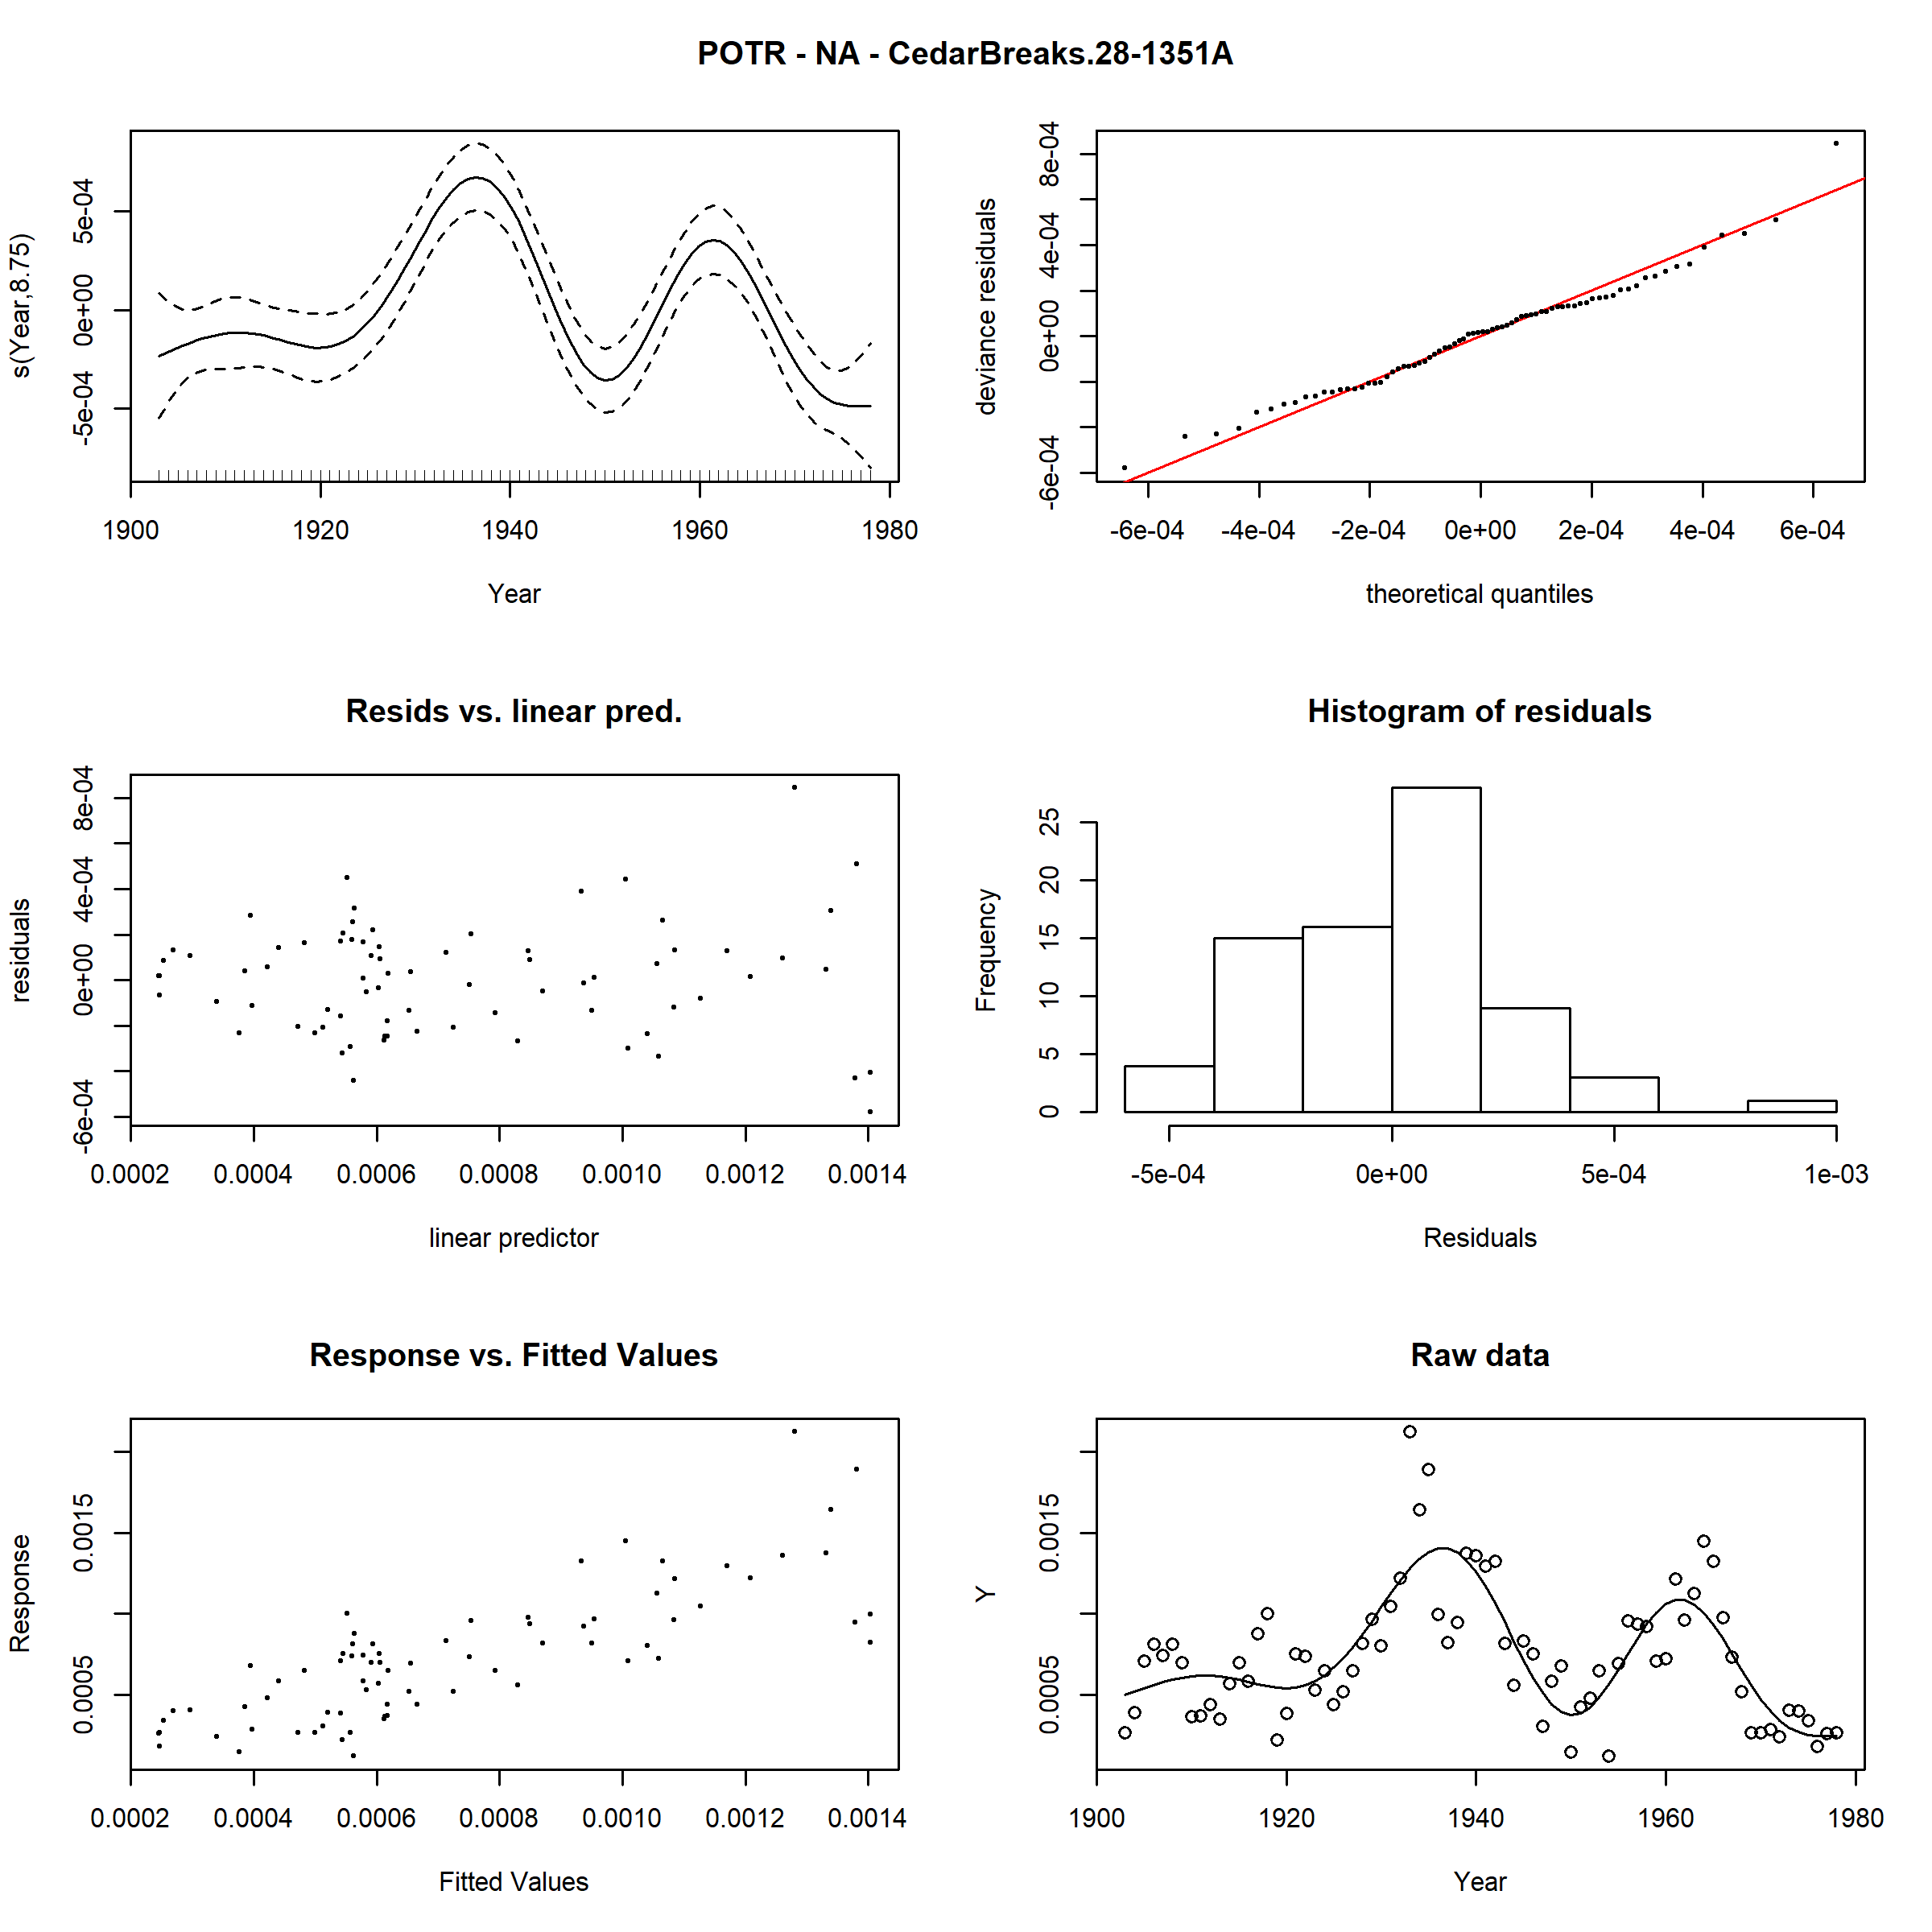 POTR - NA - CedarBreaks.28-1351A
s(Year,8.75)
-5e-04 0e+00 5e-04
1900 1920 1940 1960 1980
Year
deviance residuals
-6e-04 0e+00 4e-04 8e-04
-6e-04 -4e-04 -2e-04 0e+00 2e-04 4e-04 6e-04
theoretical quantiles
Resids vs. linear pred.
residuals
-6e-04 0e+00 4e-04 8e-04
0.0002 0.0004 0.0006 0.0008 0.0010 0.0012 0.0014
linear predictor
Histogram of residuals
Frequency
0 5 10 15 20 25
-5e-04 0e+00 5e-04 1e-03
Residuals
Response vs. Fitted Values
Response
0.0005 0.0015
0.0002 0.0004 0.0006 0.0008 0.0010 0.0012 0.0014
Fitted Values
Raw data
Y
0.0005 0.0015
1900 1920 1940 1960 1980
Year